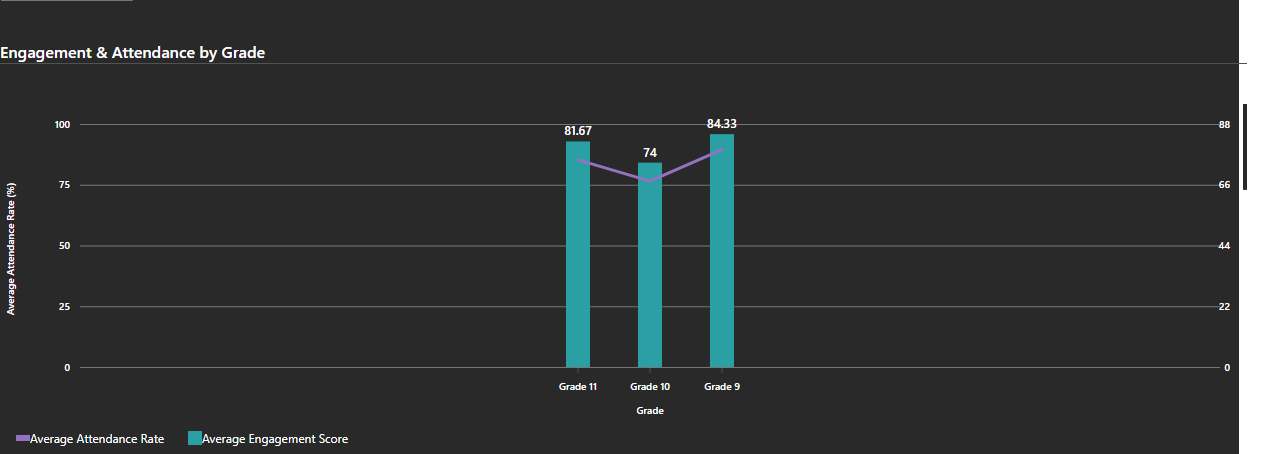 Engagement & Attendance by Grade
100 88
81.67 74 84.33
75 66
50 44
25 22
0 0
Average Attendance Rate (%)
Grade 11 Grade 10 Grade 9
Grade
Average Attendance Rate Average Engagement Score